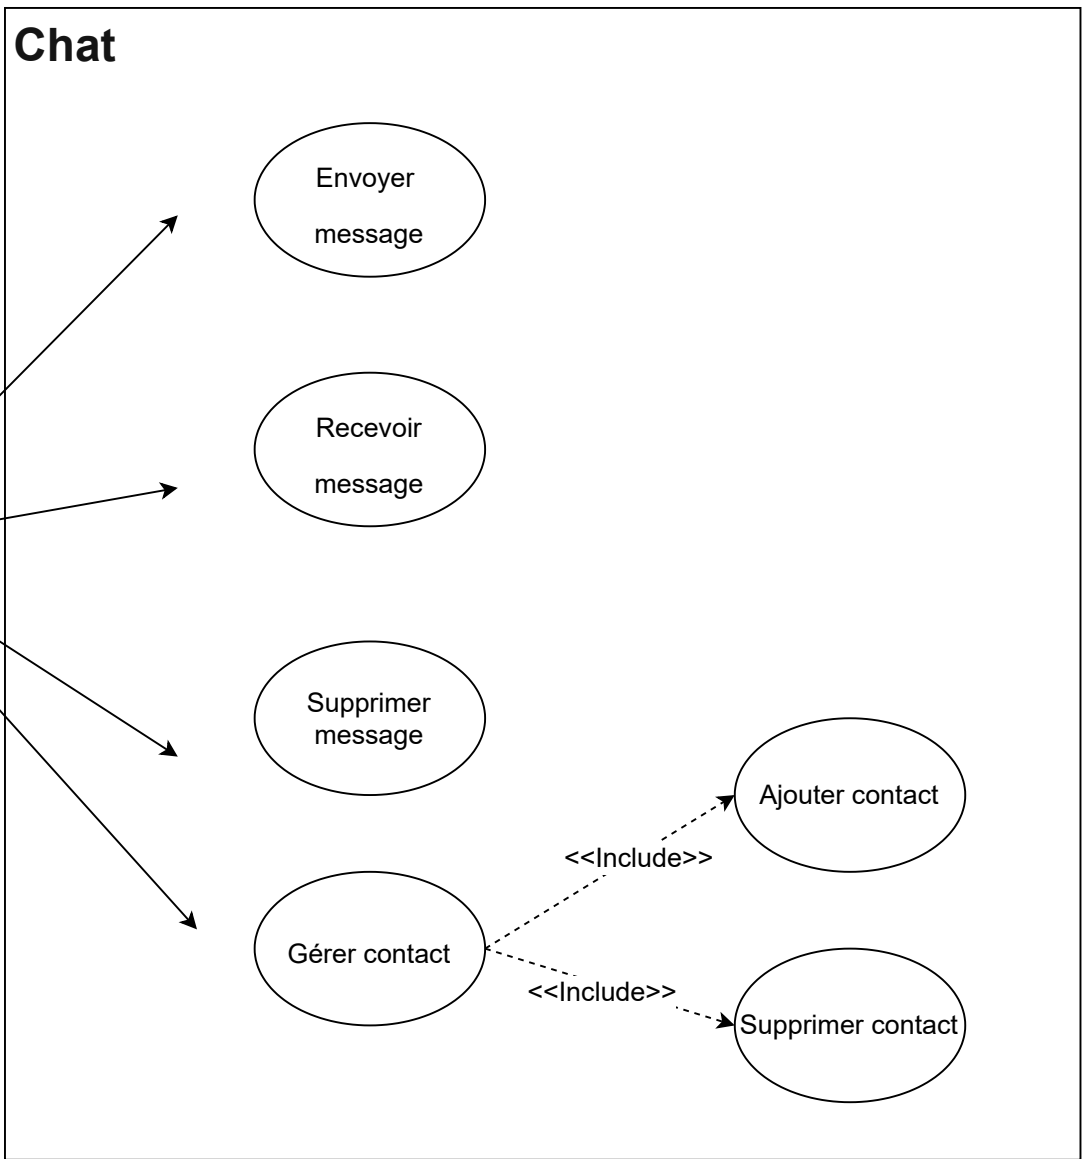 Chat
Envoyer
message
Recevoir
message
Supprimer
message
Ajouter contact
<<Include>>
Gérer contact
<<Include>>
Supprimer contact